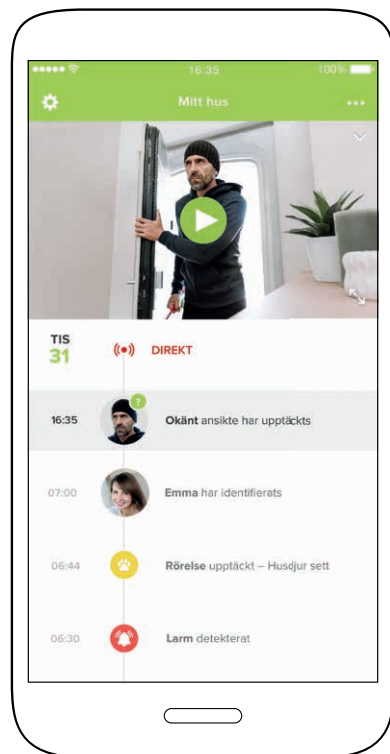 16:35
100%
Mitt hus
TIS
31
DIREKT
16:35
?
Okänt ansikte har upptäckts
07:00
Emma har identifierats
06:44
Rörelse upptäckt – Husdjur sett
06:30
Larm detekterat